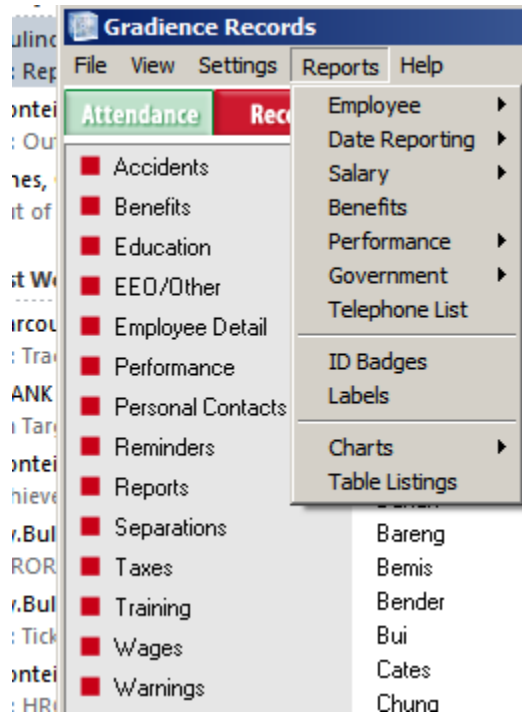 Gradience Records
File View Settings Reports Help
Attendance
Employee
Date Reporting
Salary
Benefits
Performance
Government
Telephone List
ID Badges
Labels
Charts
Table Listings
Accidents
Benefits
Education
EEO/Other
Employee Detail
Performance
Personal Contacts
Reminders
Reports
Separations
Taxes
Training
Wages
Warnings
Bareng
Bemis
Bender
Bui
Cates
Chung